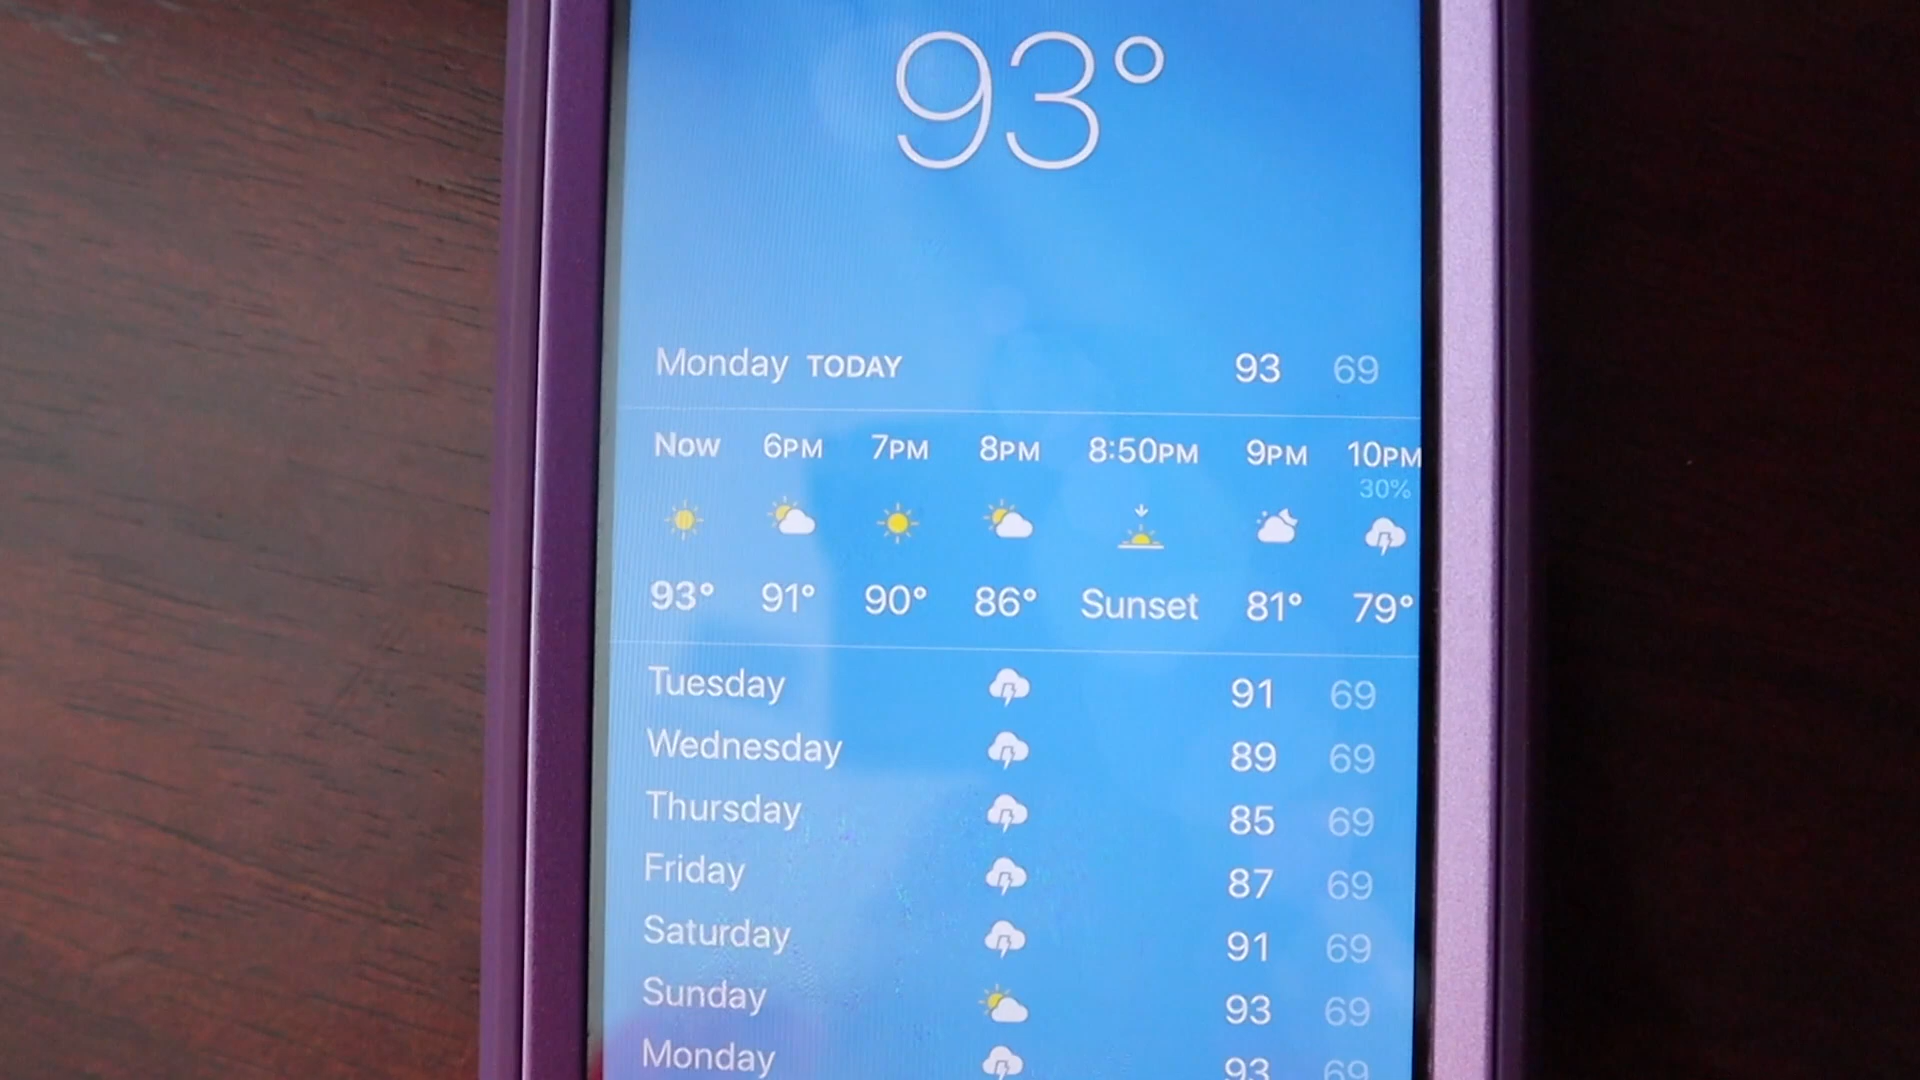 93°
Monday TODAY 93 69
Now 6PM 7PM 8PM 8:50PM 9PM 10PM
30%
93° 91° 90° 86° Sunset 81° 79°
Tuesday 91 69
Wednesday 89 69
Thursday 85 69
Friday 87 69
Saturday 91 69
Sunday 93 69
Monday 93 69